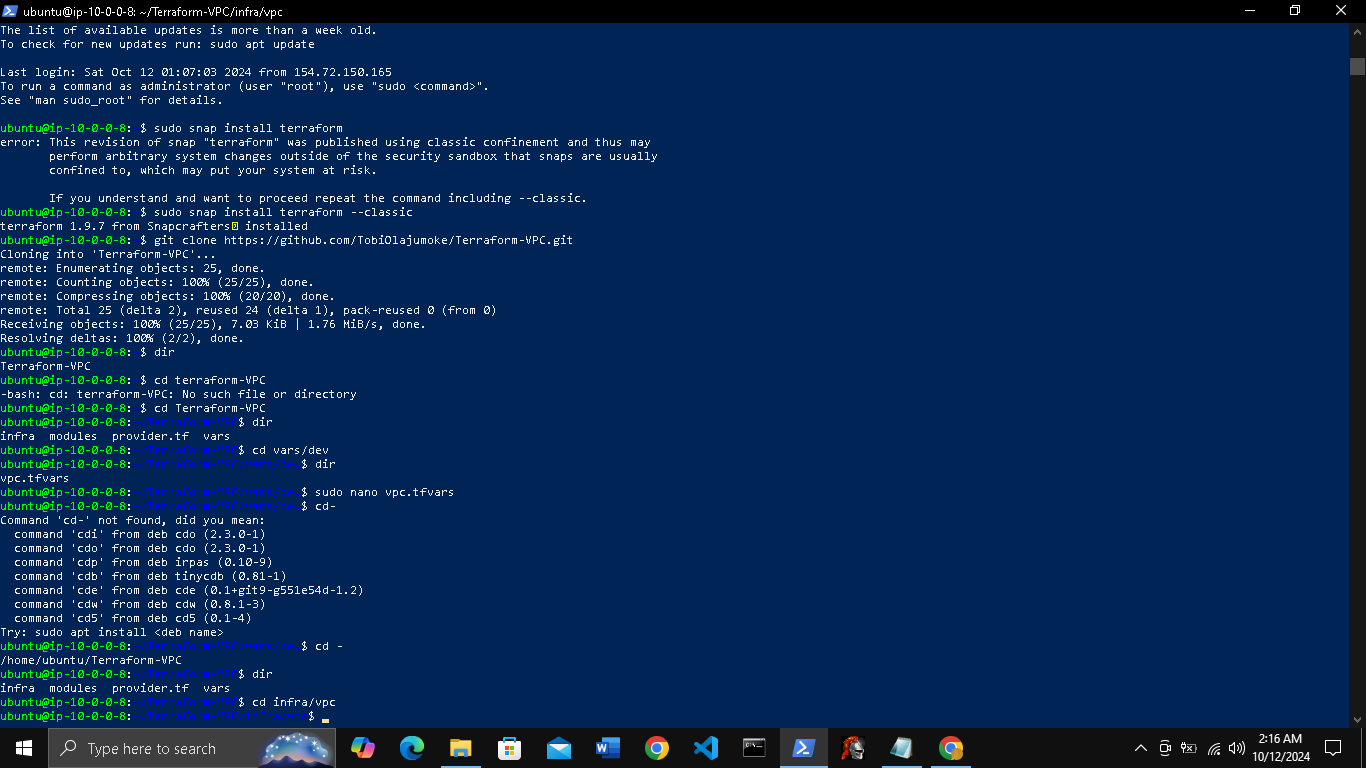 ubuntu@ip-10-0-0-8: ~/Terraform-VPC/infra/vpc
The list of available updates is more than a week old.
To check for new updates run: sudo apt update
Last login: Sat Oct 12 01:07:03 2024 from 154.72.150.165
To run a command as administrator (user "root"), use "sudo <command>".
See "man sudo_root" for details.
ubuntu@ip-10-0-0-8:~$ sudo snap install terraform
error: This revision of snap "terraform" was published using classic confinement and thus may
perform arbitrary system changes outside of the security sandbox that snaps are usually
confined to, which may put your system at risk.
If you understand and want to proceed repeat the command including --classic.
ubuntu@ip-10-0-0-8:~$ sudo snap install terraform --classic
terraform 1.9.7 from Snapcrafters installed
ubuntu@ip-10-0-0-8:~$ git clone https://github.com/TobiOlajumoke/Terraform-VPC.git
Cloning into 'Terraform-VPC'...
remote: Enumerating objects: 25, done.
remote: Counting objects: 100% (25/25), done.
remote: Compressing objects: 100% (20/20), done.
remote: Total 25 (delta 2), reused 24 (delta 1), pack-reused 0 (from 0)
Receiving objects: 100% (25/25), 7.03 KiB | 1.76 MiB/s, done.
Resolving deltas: 100% (2/2), done.
ubuntu@ip-10-0-0-8:~$ dir
Terraform-VPC
ubuntu@ip-10-0-0-8:~$ cd terraform-VPC
-bash: cd: terraform-VPC: No such file or directory
ubuntu@ip-10-0-0-8:~$ cd Terraform-VPC
ubuntu@ip-10-0-0-8:~/Terraform-VPC$ dir
infra  modules  provider.tf  vars
ubuntu@ip-10-0-0-8:~/Terraform-VPC$ cd vars/dev
ubuntu@ip-10-0-0-8:~/Terraform-VPC/vars/dev$ dir
vpc.tfvars
ubuntu@ip-10-0-0-8:~/Terraform-VPC/vars/dev$ sudo nano vpc.tfvars
ubuntu@ip-10-0-0-8:~/Terraform-VPC/vars/dev$ cd-
Command 'cd-' not found, did you mean:
command 'cdi' from deb cdo (2.3.0-1)
command 'cdo' from deb cdo (2.3.0-1)
command 'cdp' from deb irpas (0.10-9)
command 'cdb' from deb tinycdb (0.81-1)
command 'cde' from deb cde (0.1+git9-g551e54d-1.2)
command 'cdw' from deb cdw (0.8.1-3)
command 'cd5' from deb cd5 (0.1-4)
Try: sudo apt install <deb name>
ubuntu@ip-10-0-0-8:~/Terraform-VPC/vars/dev$ cd -
/home/ubuntu/Terraform-VPC
ubuntu@ip-10-0-0-8:~/Terraform-VPC$ dir
infra  modules  provider.tf  vars
ubuntu@ip-10-0-0-8:~/Terraform-VPC$ cd infra/vpc
ubuntu@ip-10-0-0-8:~/Terraform-VPC/infra/vpc$
Type here to search
2:16 AM
10/12/2024